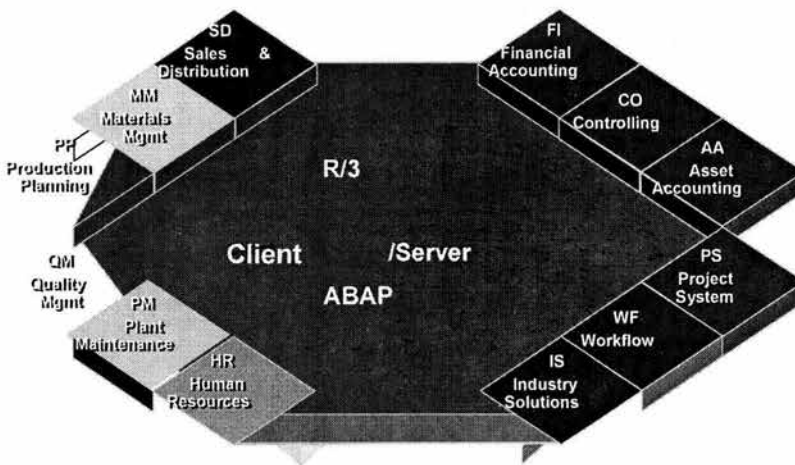 SD
Sales &
Distribution
MM
Materials
Mgmt
PP
Production
Planning
QM
Quality
Mgmt
PM
Plant
Maintenance
HR
Human
Resources
R/3
Client /Server
ABAP
FI
Financial
Accounting
CO
Controlling
AA
Asset
Accounting
PS
Project
System
WF
Workflow
IS
Industry
Solutions